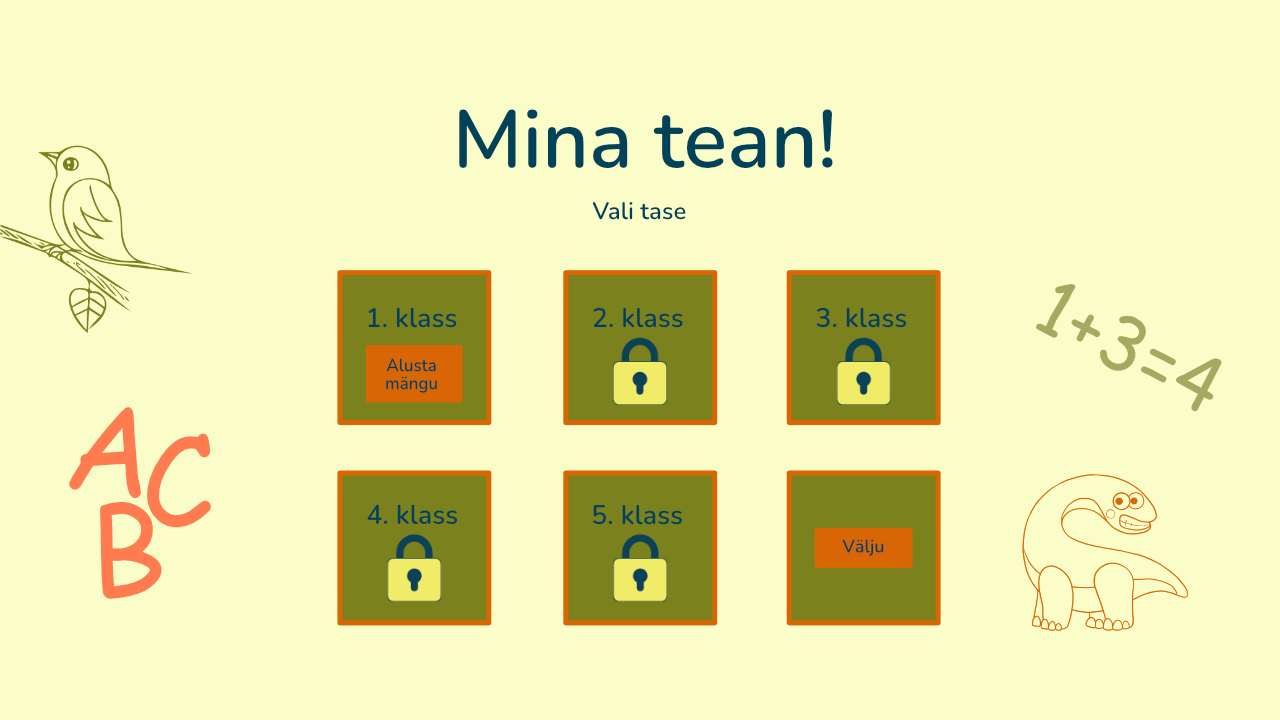 Mina tean!
Vali tase
1. klass
Alusta
mängu
2. klass
3. klass
4. klass
5. klass
Välju
A
C
B
1+3=4